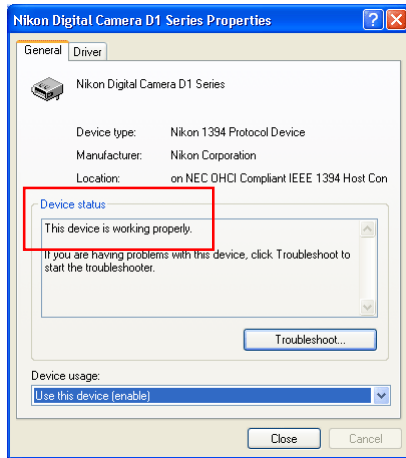 Nikon Digital Camera D1 Series Properties
General Driver
Nikon Digital Camera D1 Series
Device type: Nikon 1394 Protocol Device
Manufacturer: Nikon Corporation
Location: on NEC OHCI Compliant IEEE 1394 Host Con
Device status
This device is working properly.
If you are having problems with this device, click Troubleshoot to
start the troubleshooter.
Troubleshoot...
Device usage:
Use this device (enable)
Close Cancel